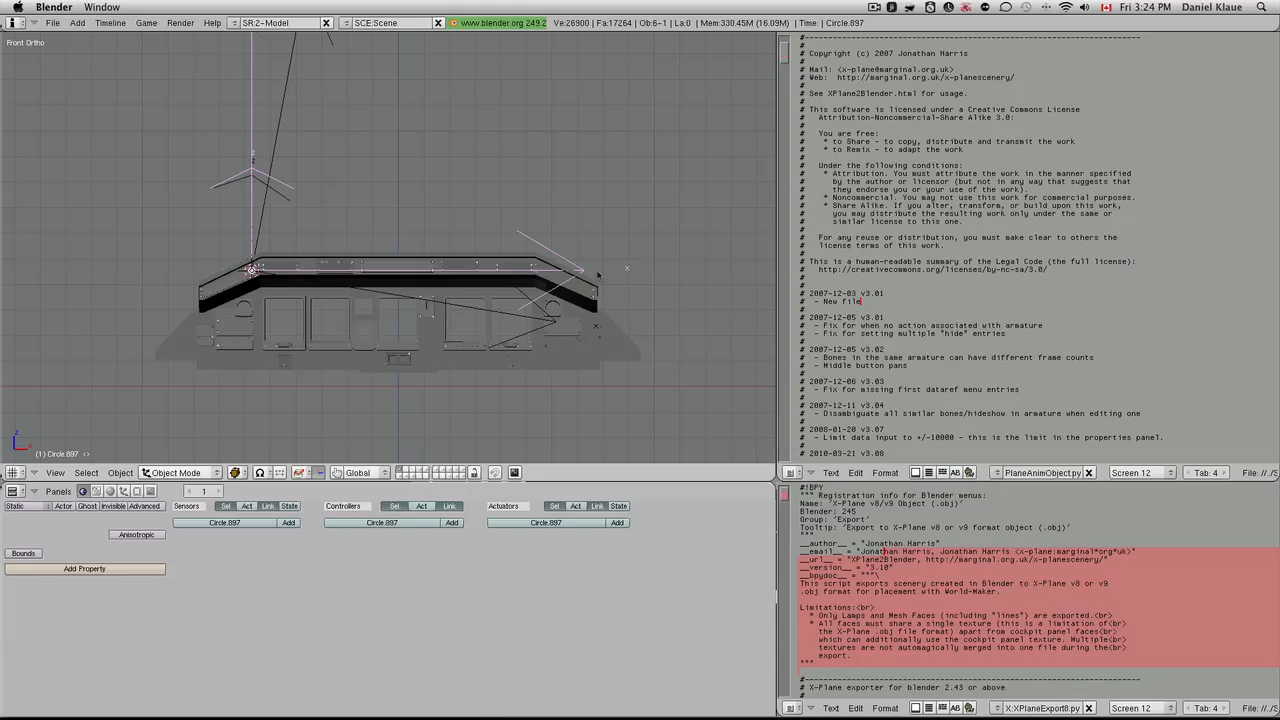 Blender Window Fri 3:24 PM Daniel Klaue
File Add Timeline Game Render Help SR:2-Model SCE:Scene www.blender.org 249.2 Ve:26900 | Fa:17264 | Ob:6-1 | La:0 | Mem:330.45M (16.09M) | Time: | Circle.897
Front Ortho
z
x
(1) Circle.897 <>
View Select Object Object Mode Global
Panels 1
Static Actor Ghost Invisible Advanced Sensors Sel Act Link State Controllers Sel Act Link Actuators Sel Act Link State
Circle.897 Add Circle.897 Add Circle.897 Add
Anisotropic
Bounds
Add Property
#--------------------------------------------------------------------------
#
# Copyright (c) 2007 Jonathan Harris
#
# Mail: <x-plane@marginal.org.uk>
# Web: http://marginal.org.uk/x-planescenery/
#
# See XPlane2Blender.html for usage.
#
# This software is licensed under a Creative Commons License
# Attribution-Noncommercial-Share Alike 3.0:
#
# You are free:
# * to Share - to copy, distribute and transmit the work
# * to Remix - to adapt the work
#
# Under the following conditions:
# * Attribution. You must attribute the work in the manner specified
# by the author or licensor (but not in any way that suggests that
# they endorse you or your use of the work).
# * Noncommercial. You may not use this work for commercial purposes.
# * Share Alike. If you alter, transform, or build upon this work,
# you may distribute the resulting work only under the same or
# similar license to this one.
#
# For any reuse or distribution, you must make clear to others the
# license terms of this work.
#
# This is a human-readable summary of the Legal Code (the full license):
# http://creativecommons.org/licenses/by-nc-sa/3.0/
#
#
# 2007-12-03 v3.01
# - New file
#
# 2007-12-05 v3.01
# - Fix for when no action associated with armature
# - Fix for setting multiple "hide" entries
#
# 2007-12-05 v3.02
# - Bones in the same armature can have different frame counts
# - Middle button pans
#
# 2007-12-06 v3.03
# - Fix for missing first dataref menu entries
#
# 2007-12-11 v3.04
# - Disambiguate all similar bones/hideshow in armature when editing one
#
# 2008-01-20 v3.07
# - Limit data input to +/-10000 - this is the limit in the properties panel.
#
# 2010-03-21 v3.08
Text Edit Format PlaneAnimObject.py Screen 12 Tab: 4 File: //./S
#!BPY
""" Registration info for Blender menus:
Name: 'X-Plane v8/v9 Object (.obj)'
Blender: 245
Group: 'Export'
Tooltip: 'Export to X-Plane v8 or v9 format object (.obj)'
"""
__author__ = "Jonathan Harris"
__email__ = "Jonathan Harris, Jonathan Harris <x-plane:marginal*org*uk>"
__url__ = "XPlane2Blender, http://marginal.org.uk/x-planescenery/"
__version__ = "3.10"
__bpydoc__ = """\
This script exports scenery created in Blender to X-Plane v8 or v9
.obj format for placement with World-Maker.
Limitations:<br>
* Only Lamps and Mesh Faces (including "lines") are exported.<br>
* All faces must share a single texture (this is a limitation of<br>
the X-Plane .obj file format) apart from cockpit panel faces<br>
which can additionally use the cockpit panel texture. Multiple<br>
textures are not automagically merged into one file during the<br>
export.
"""
#--------------------------------------------------------------------------
# X-Plane exporter for blender 2.43 or above
#
Text Edit Format X:XPlaneExport8.py Screen 12 Tab: 4 File: //./